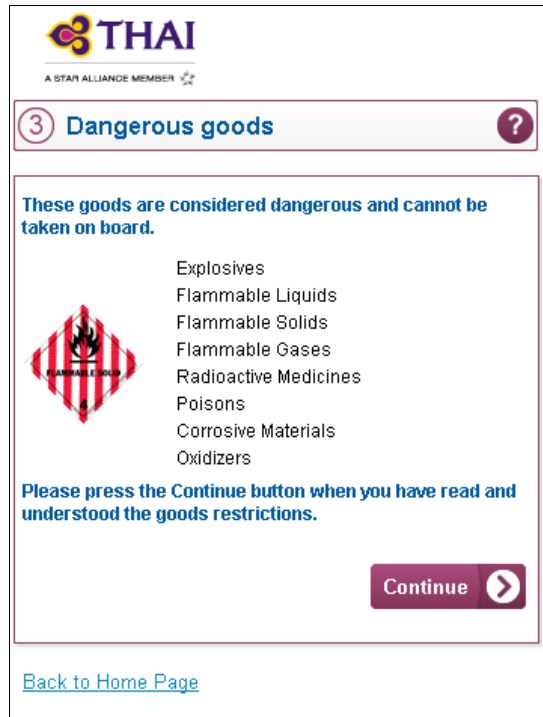 THAI
A STAR ALLIANCE MEMBER
3 Dangerous goods ?
These goods are considered dangerous and cannot be
taken on board.
Explosives
Flammable Liquids
Flammable Solids
Flammable Gases
Radioactive Medicines
Poisons
Corrosive Materials
Oxidizers
FLAMMABLE SOLID
4
Please press the Continue button when you have read and
understood the goods restrictions.
Continue
Back to Home Page